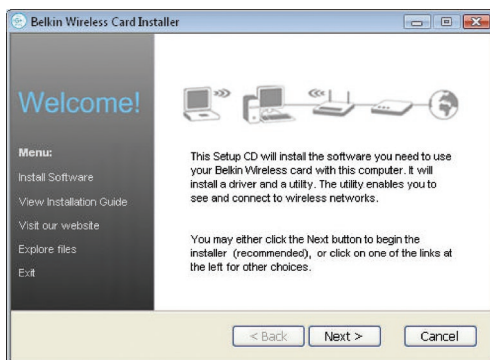 Belkin Wireless Card Installer
Welcome!
Menu:
Install Software
View Installation Guide
Visit our website
Explore files
Exit
This Setup CD will install the software you need to use
your Belkin Wireless card with this computer. It will
install a driver and a utility. The utility enables you to
see and connect to wireless networks.
You may either click the Next button to begin the
installer (recommended), or click on one of the links at
the left for other choices.
< Back
Next >
Cancel